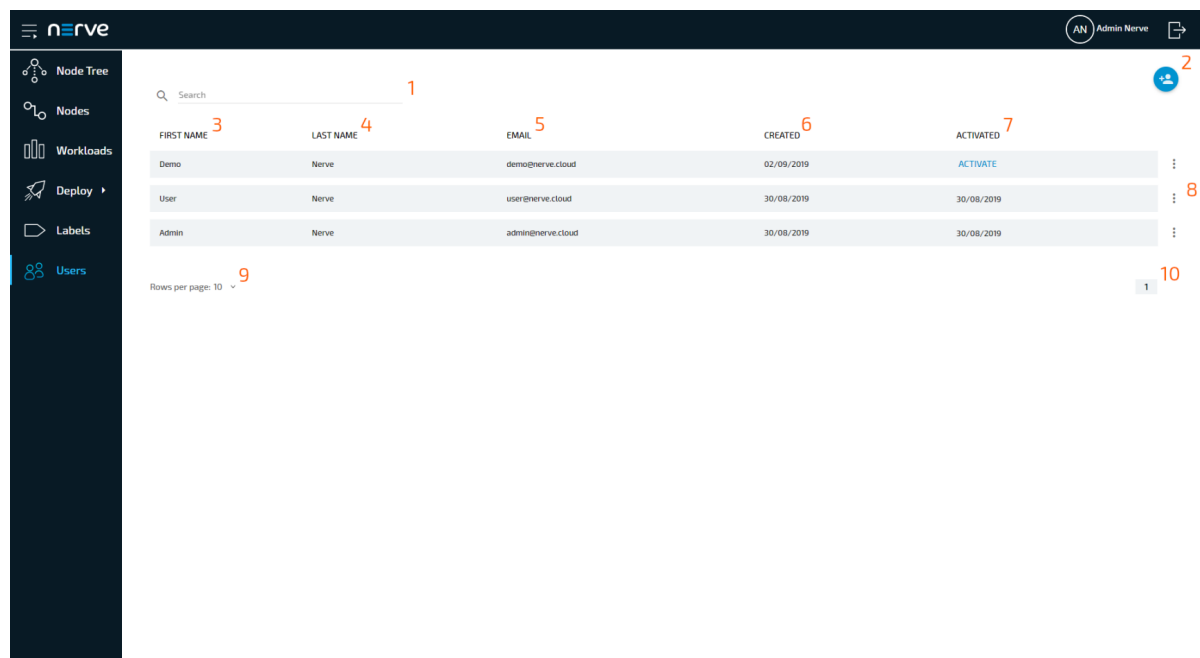 nerve
AN Admin Nerve
Node Tree
Nodes
Workloads
Deploy
Labels
Users
Search 1
2
FIRST NAME 3 LAST NAME 4 EMAIL 5 CREATED 6 ACTIVATED 7
Demo Nerve demo@nerve.cloud 02/09/2019 ACTIVATE
User Nerve user@nerve.cloud 30/08/2019 30/08/2019 8
Admin Nerve admin@nerve.cloud 30/08/2019 30/08/2019
Rows per page: 10 9 1 10